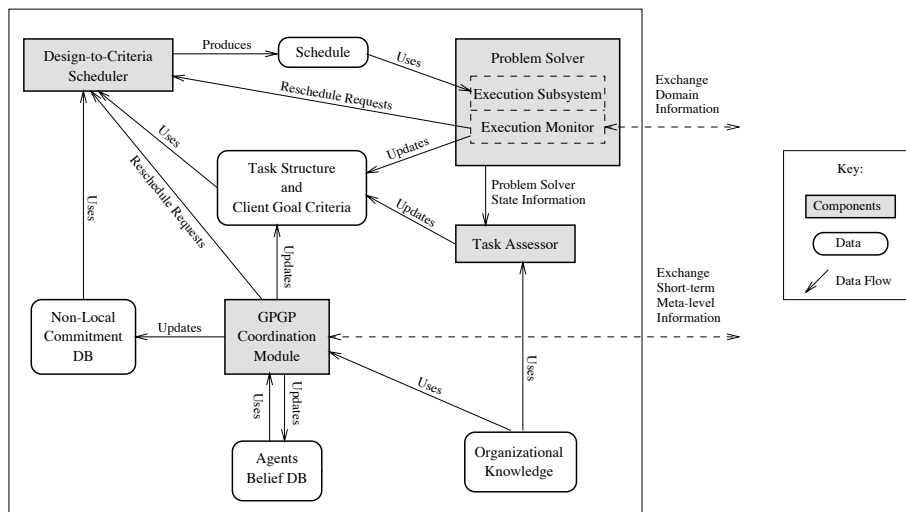 Design-to-Criteria
Scheduler
Produces
Schedule
Uses
Problem Solver
Execution Subsystem
Execution Monitor
Exchange
Domain
Information
Reschedule Requests
Uses
Updates
Task Structure
and
Client Goal Criteria
Problem Solver
State Information
Key:
Components
Data
Data Flow
Uses
Reschedule Requests
Updates
Task Assessor
Updates
Exchange
Short-term
Meta-level
Information
Non-Local
Commitment
DB
Updates
GPGP
Coordination
Module
Uses
Uses
Uses
Updates
Agents
Belief DB
Organizational
Knowledge